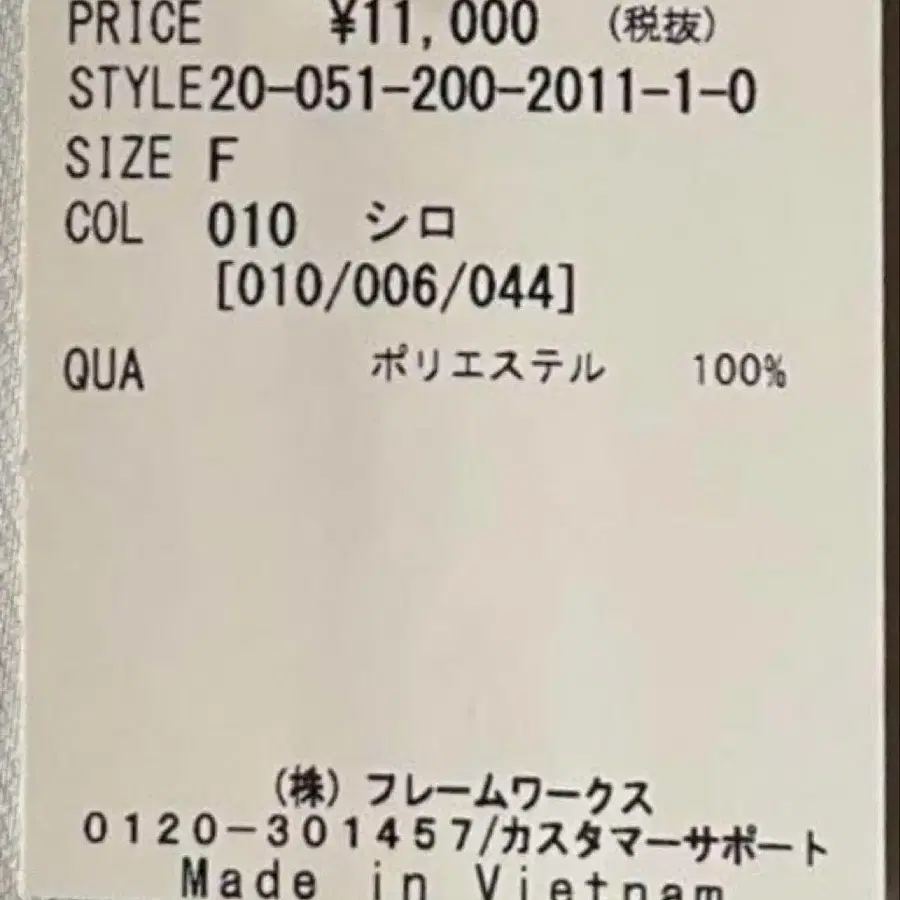 PRICE ¥11,000 (税抜)
STYLE20-051-200-2011-1-0
SIZE F
COL 010 シロ
[010/006/044]
QUA ポリエステル 100%
(株)フレームワークス
0120-301457/カスタマーサポート
Made in Vietnam